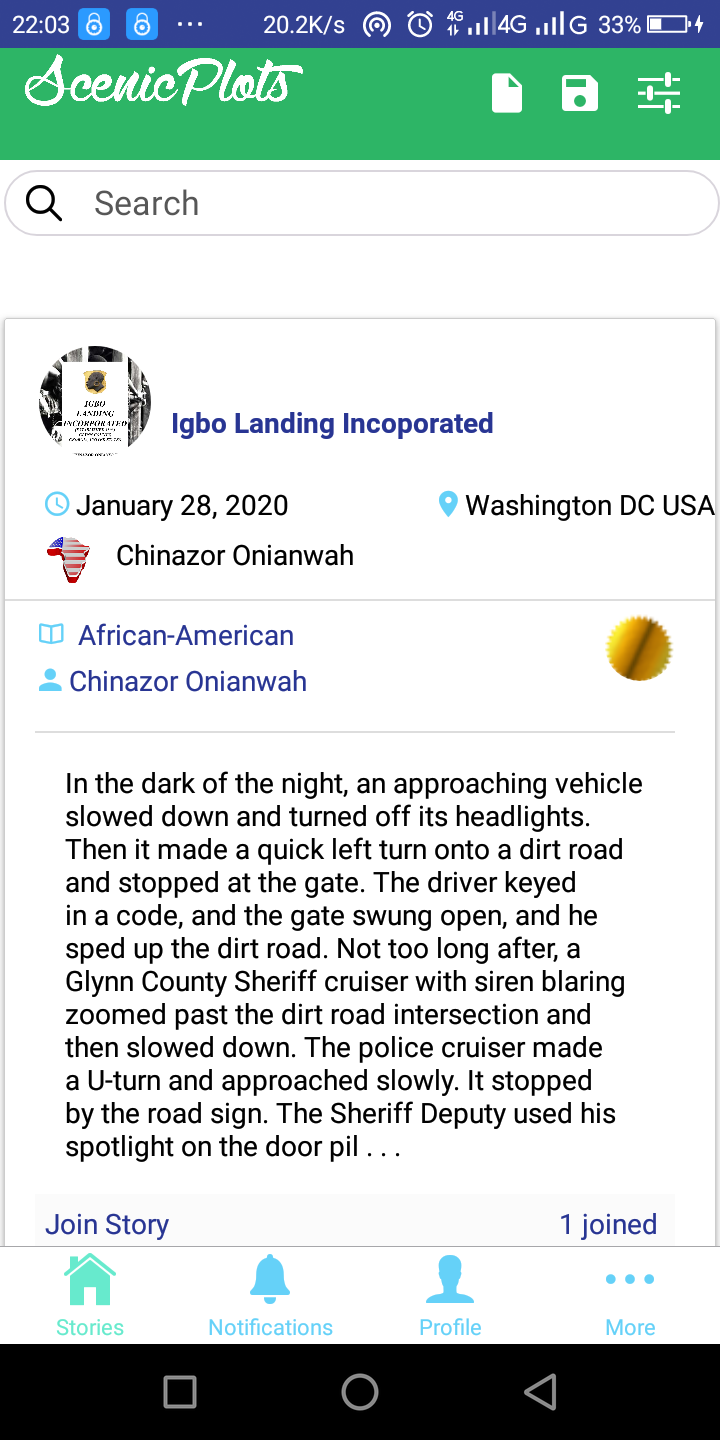 22:03 20.2K/s 4G 4G G 33%
ScenicPlots
Search
IGBO
LANDING
INCORPORATED
Igbo Landing Incoporated
January 28, 2020 Washington DC USA
Chinazor Onianwah
African-American
Chinazor Onianwah
In the dark of the night, an approaching vehicle
slowed down and turned off its headlights.
Then it made a quick left turn onto a dirt road
and stopped at the gate. The driver keyed
in a code, and the gate swung open, and he
sped up the dirt road. Not too long after, a
Glynn County Sheriff cruiser with siren blaring
zoomed past the dirt road intersection and
then slowed down. The police cruiser made
a U-turn and approached slowly. It stopped
by the road sign. The Sheriff Deputy used his
spotlight on the door pil . . .
Join Story 1 joined
Stories Notifications Profile More